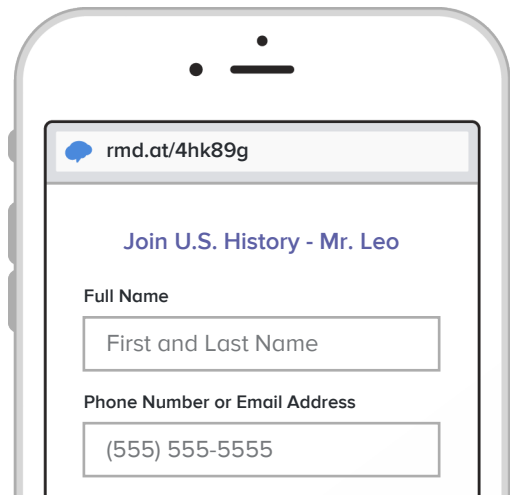 rmd.at/4hk89g
Join U.S. History - Mr. Leo
Full Name
First and Last Name
Phone Number or Email Address
(555) 555-5555